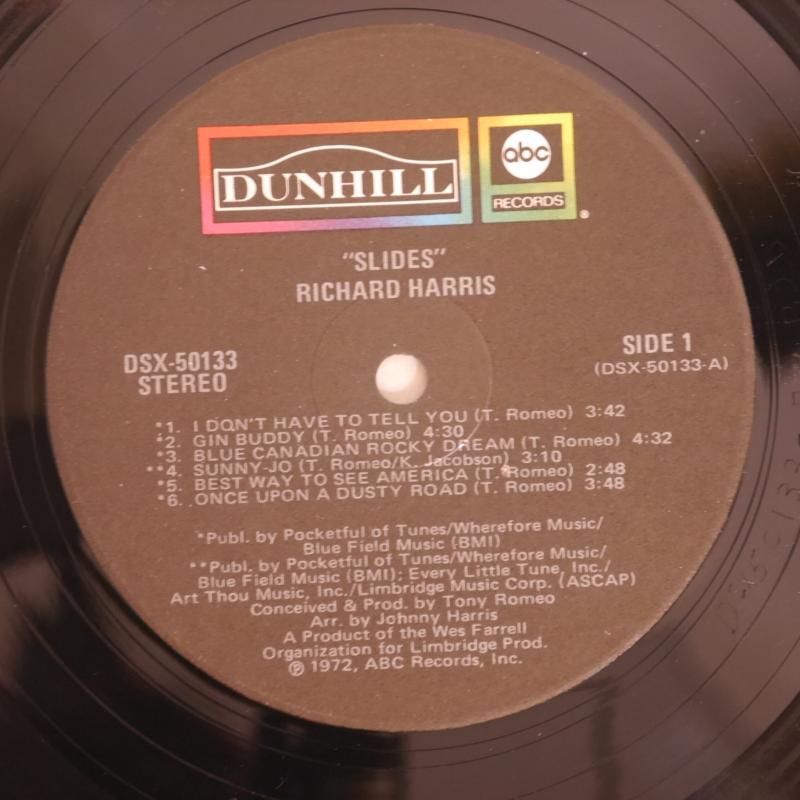 DUNHILL
abc
RECORDS
®
"SLIDES"
RICHARD HARRIS
DSX-50133
STEREO
SIDE 1
(DSX-50133-A)
*1. I DON'T HAVE TO TELL YOU (T. Romeo) 3:42
*2. GIN BUDDY (T. Romeo) 4:30
*3. BLUE CANADIAN ROCKY DREAM (T. Romeo) 4:32
**4. SUNNY-JO (T. Romeo/K. Jacobson) 3:10
*5. BEST WAY TO SEE AMERICA (T. Romeo) 2:48
*6. ONCE UPON A DUSTY ROAD (T. Romeo) 3:48
*Publ. by Pocketful of Tunes/Wherefore Music/
Blue Field Music (BMI)
**Publ. by Pocketful of Tunes/Wherefore Music/
Blue Field Music (BMI); Every Little Tune, Inc./
Art Thou Music, Inc./Limbridge Music Corp. (ASCAP)
Conceived & Prod. by Tony Romeo
Arr. by Johnny Harris
A Product of the Wes Farrell
Organization for Limbridge Prod.
℗ 1972, ABC Records, Inc.